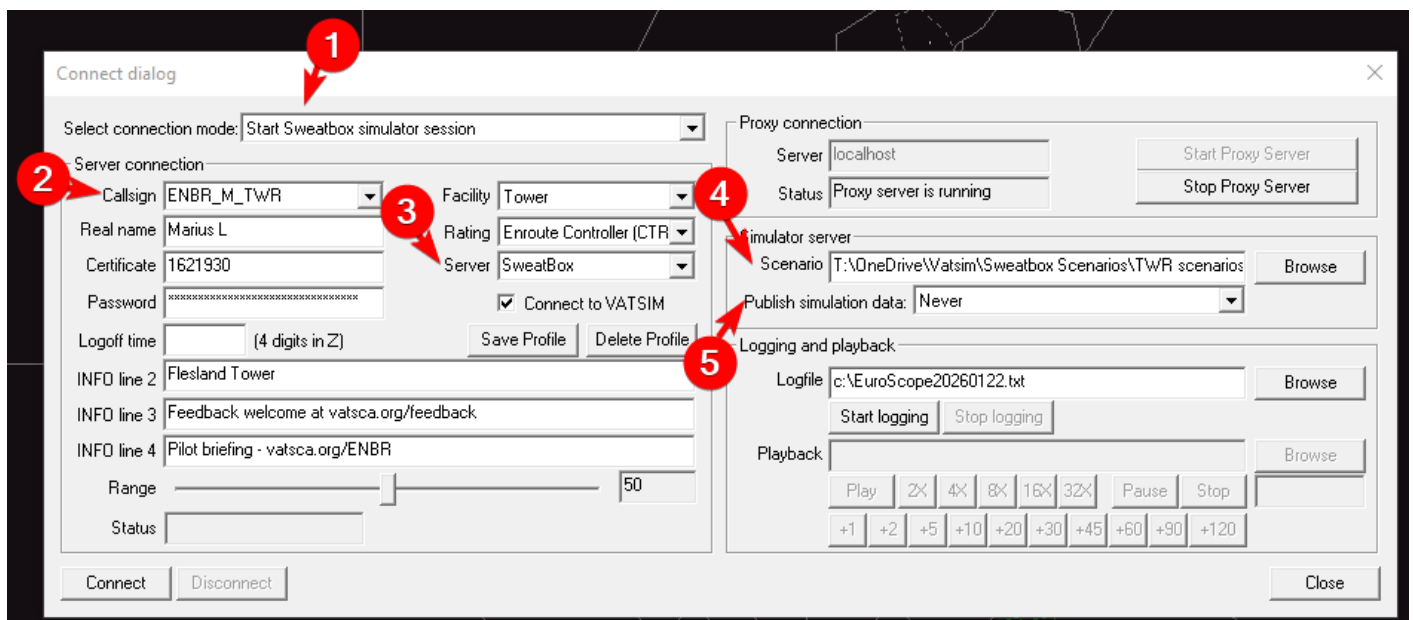 1
Connect dialog
Select connection mode: Start Sweatbox simulator session
Server connection
2
Callsign ENBR_M_TWR
Facility Tower
3
Real name Marius L
Rating Enroute Controller (CTR
Certificate 1621930
Server SweatBox
Password ××××××××××××××××××××××××××××××××
Connect to VATSIM
Logoff time (4 digits in Z)
Save Profile Delete Profile
INFO line 2 Flesland Tower
INFO line 3 Feedback welcome at vatsca.org/feedback
INFO line 4 Pilot briefing - vatsca.org/ENBR
Range 50
Status
Connect Disconnect
Proxy connection
Server localhost Start Proxy Server
Status Proxy server is running Stop Proxy Server
4
Simulator server
Scenario T:\OneDrive\Vatsim\Sweatbox Scenarios\TWR scenarios Browse
Publish simulation data: Never
5
Logging and playback
Logfile c:\EuroScope20260122.txt Browse
Start logging Stop logging
Playback Browse
Play 2X 4X 8X 16X 32X Pause Stop
+1 +2 +5 +10 +20 +30 +45 +60 +90 +120
Close